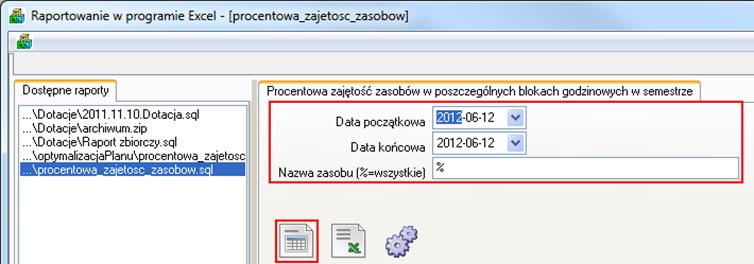 Raportowanie w programie Excel - [procentowa_zajetosc_zasobow]
Dostępne raporty
...\Dotacje\2011.11.10.Dotacja.sql
...\Dotacje\archiwum.zip
...\Dotacje\Raport zbiorczy.sql
...\optymalizacjaPlanu\procentowa_zajetosc
...\procentowa_zajetosc_zasobow.sql
Procentowa zajętość zasobów w poszczególnych blokach godzinowych w semestrze
Data początkowa 2012-06-12
Data końcowa 2012-06-12
Nazwa zasobu (%=wszystkie) %